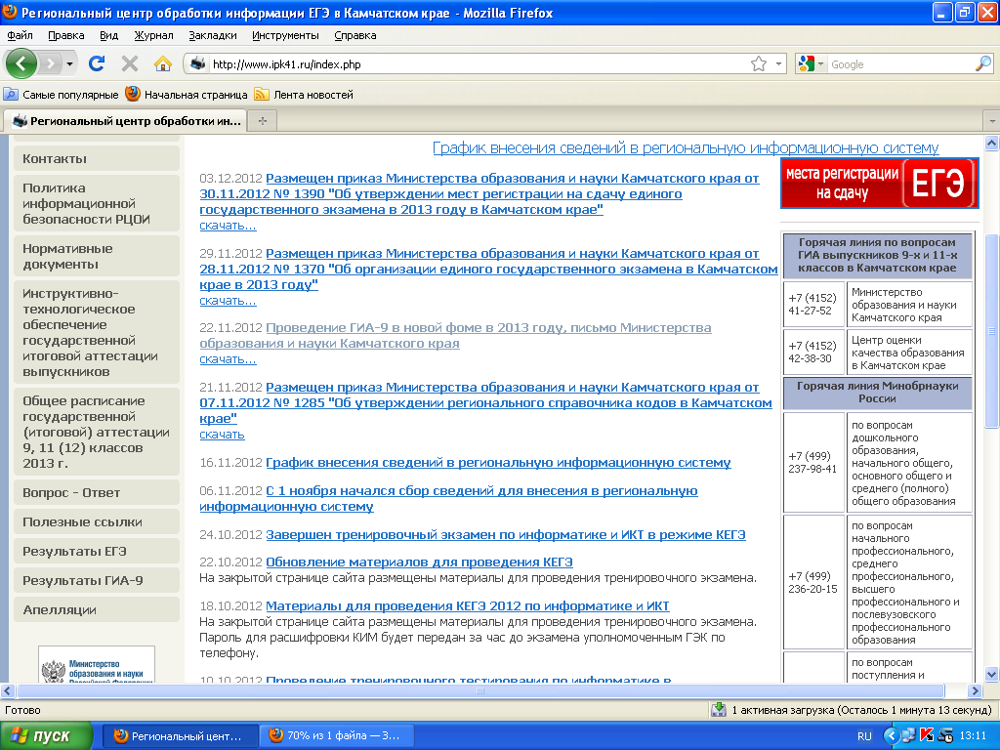 Региональный центр обработки информации ЕГЭ в Камчатском крае - Mozilla Firefox
Файл Правка Вид Журнал Закладки Инструменты Справка
http://www.ipk41.ru/index.php
Google
Самые популярные Начальная страница Лента новостей
Региональный центр обработки ин...
Контакты
Политика
информационной
безопасности РЦОИ
Нормативные
документы
Инструктивно-
технологическое
обеспечение
государственной
итоговой аттестации
выпускников
Общее расписание
государственной
(итоговой) аттестации
9, 11 (12) классов
2013 г.
Вопрос - Ответ
Полезные ссылки
Результаты ЕГЭ
Результаты ГИА-9
Апелляции
Министерство
образования и науки
Российской Федерации
График внесения сведений в региональную информационную систему
03.12.2012 Размещен приказ Министерства образования и науки Камчатского края от
30.11.2012 № 1390 "Об утверждении мест регистрации на сдачу единого
государственного экзамена в 2013 году в Камчатском крае"
скачать...
29.11.2012 Размещен приказ Министерства образования и науки Камчатского края от
28.11.2012 № 1370 "Об организации единого государственного экзамена в Камчатском
крае в 2013 году"
скачать...
22.11.2012 Проведение ГИА-9 в новой фоме в 2013 году, письмо Министерства
образования и науки Камчатского края
скачать...
21.11.2012 Размещен приказ Министерства образования и науки Камчатского края от
07.11.2012 № 1285 "Об утверждении регионального справочника кодов в Камчатском
крае"
скачать
16.11.2012 График внесения сведений в региональную информационную систему
06.11.2012 С 1 ноября начался сбор сведений для внесения в региональную
информационную систему
24.10.2012 Завершен тренировочный экзамен по информатике и ИКТ в режиме КЕГЭ
22.10.2012 Обновление материалов для проведения КЕГЭ
На закрытой странице сайта размещены материалы для проведения тренировочного экзамена.
18.10.2012 Материалы для проведения КЕГЭ 2012 по информатике и ИКТ
На закрытой странице сайта размещены материалы для проведения тренировочного экзамена.
Пароль для расшифровки КИМ будет передан за час до экзамена уполномоченным ГЭК по
телефону.
10.10.2012 Проведение тренировочного тестирования по информатике в
места регистрации
на сдачу
ЕГЭ
Горячая линия по вопросам
ГИА выпускников 9-х и 11-х
классов в Камчатском крае
+7 (4152)
41-27-52
Министерство
образования и науки
Камчатского края
+7 (4152)
42-38-30
Центр оценки
качества образования
в Камчатском крае
Горячая линия Минобрнауки
России
+7 (499)
237-98-41
по вопросам
дошкольного
образования,
начального общего,
основного общего и
среднего (полного)
общего образования
+7 (499)
236-20-15
по вопросам
начального
профессионального,
среднего
профессионального,
высшего
профессионального и
послевузовского
профессионального
образования
по вопросам
поступления и
Готово
1 активная загрузка (Осталось 1 минута 13 секунд)
пуск
Региональный цент...
70% из 1 файла — З...
RU
13:11